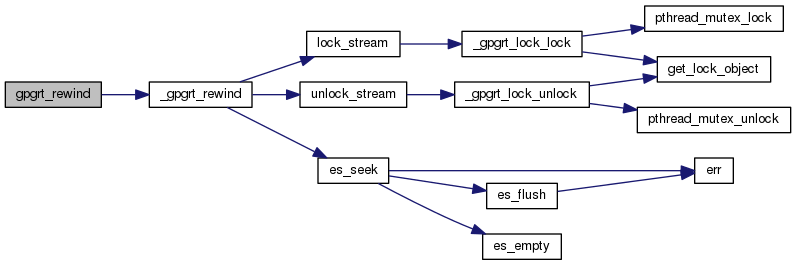 gpgrt_rewind
_gpgrt_rewind
lock_stream
unlock_stream
es_seek
_gpgrt_lock_lock
_gpgrt_lock_unlock
es_flush
es_empty
pthread_mutex_lock
get_lock_object
pthread_mutex_unlock
err